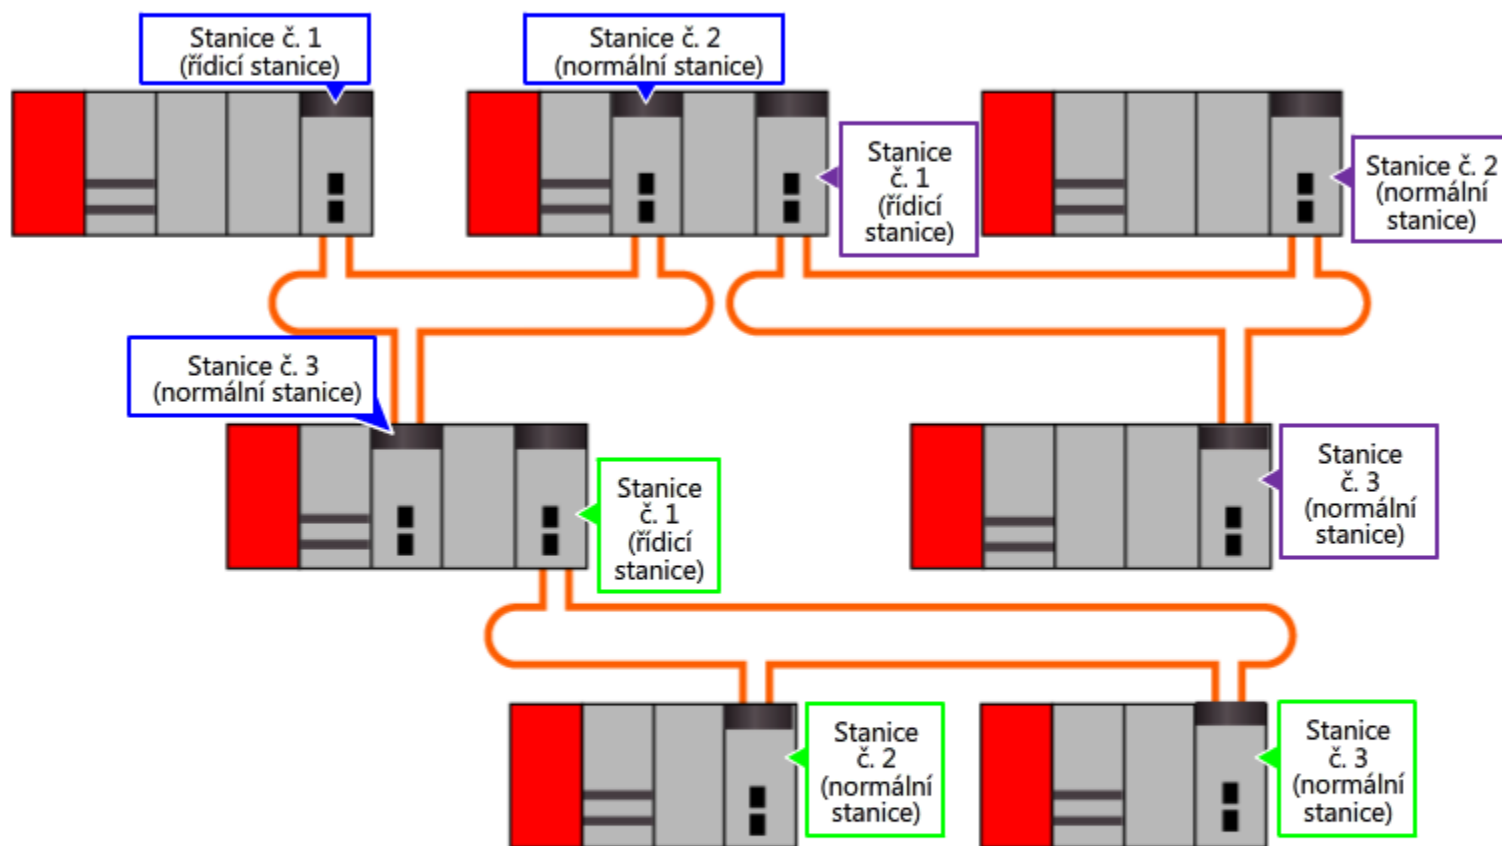 Stanice č. 1
(řídicí stanice)
Stanice č. 2
(normální stanice)
Stanice
č. 1
(řídicí
stanice)
Stanice č. 2
(normální
stanice)
Stanice č. 3
(normální stanice)
Stanice
č. 1
(řídicí
stanice)
Stanice
č. 3
(normální
stanice)
Stanice
č. 2
(normální
stanice)
Stanice
č. 3
(normální
stanice)